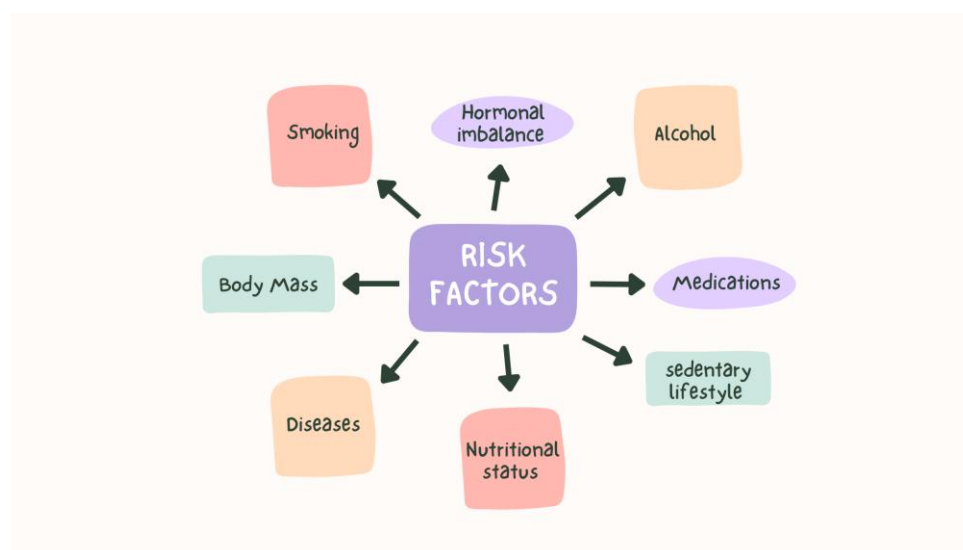 Smoking
Hormonal
imbalance
Alcohol
RISK
FACTORS
Body Mass
Medications
sedentary
lifestyle
Diseases
Nutritional
status